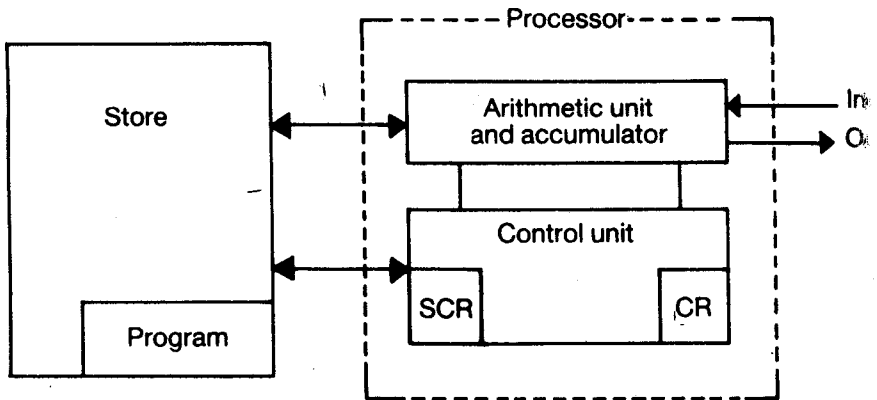 Processor
Store
Arithmetic unit
and accumulator
Control unit
SCR
CR
Program